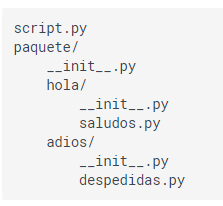 script.py
paquete/
    __init__.py
    hola/
        __init__.py
        saludos.py
    adios/
        __init__.py
        despedidas.py